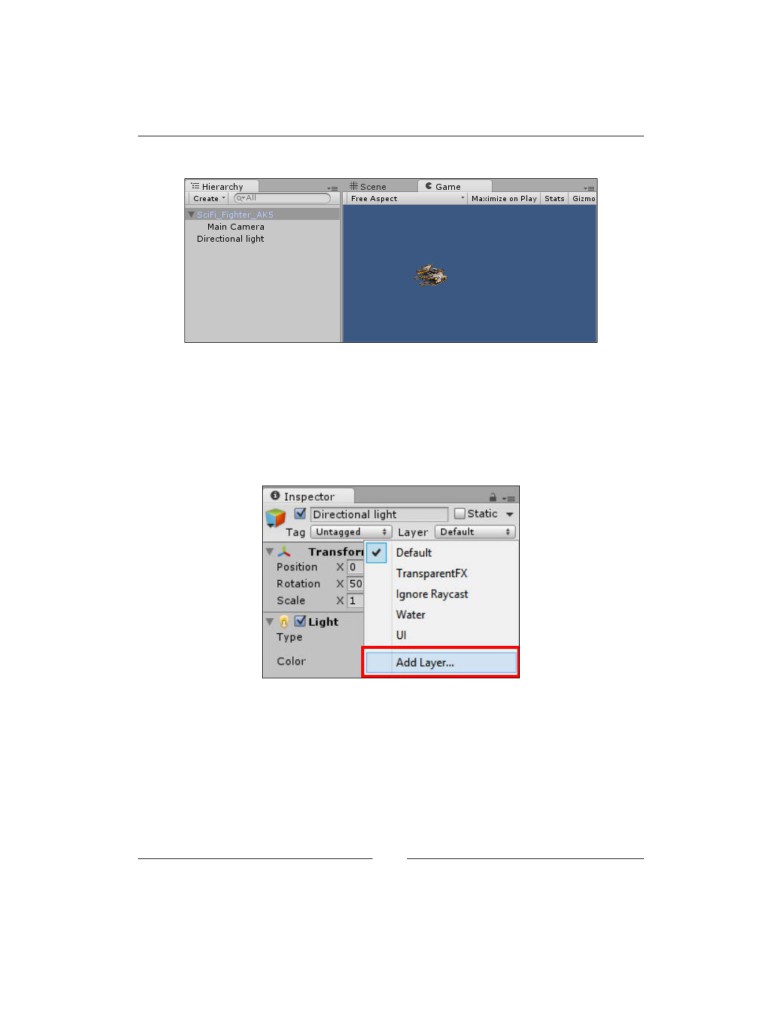 Hierarchy
Create
All
Scene
Game
Free Aspect
Maximize on Play
Stats
Gizmo
SciFi_Fighter_AK5
Main Camera
Directional light
Inspector
Directional light
Static
Tag
Untagged
Layer
Default
Transfor
Position X 0
Rotation X 50
Scale X 1
Light
Type
Color
Default
TransparentFX
Ignore Raycast
Water
UI
Add Layer...